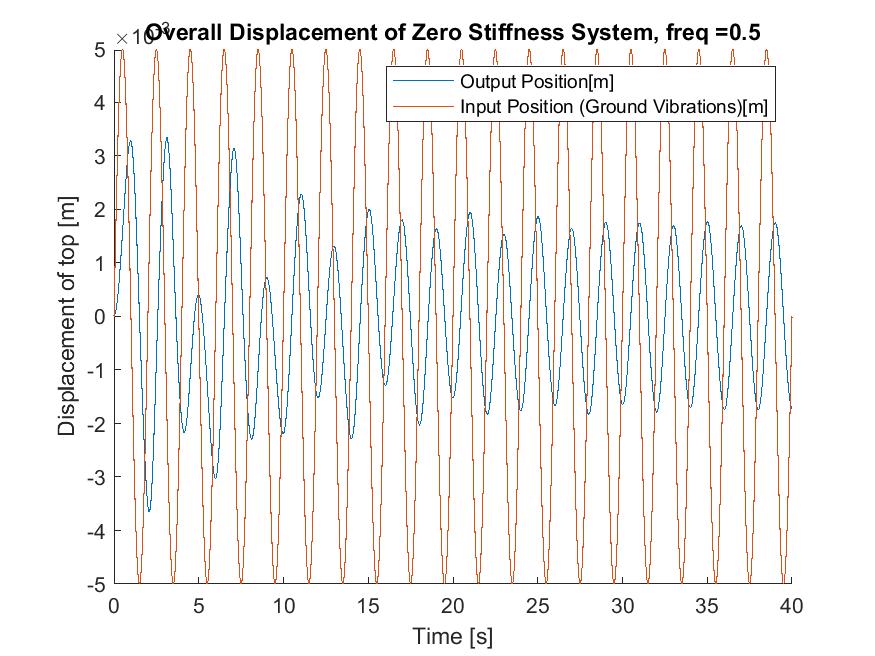 ×10-3
Overall Displacement of Zero Stiffness System, freq =0.5
Output Position[m]
Input Position (Ground Vibrations)[m]
Displacement of top [m]
5
4
3
2
1
0
-1
-2
-3
-4
-5
0 5 10 15 20 25 30 35 40
Time [s]